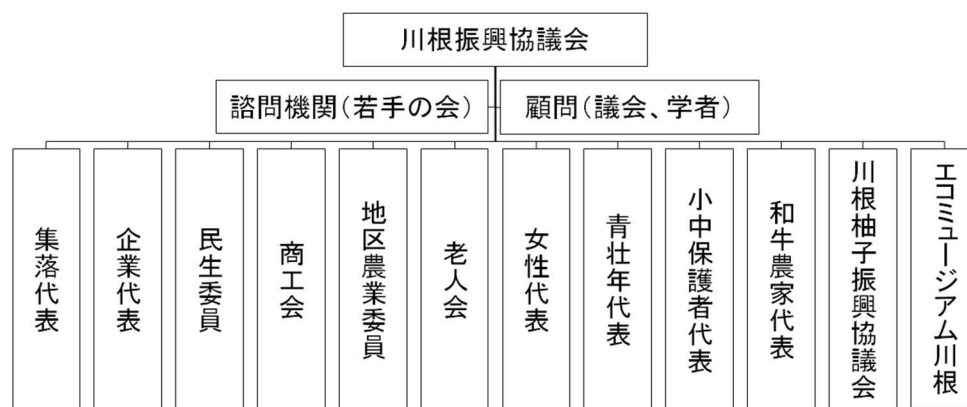 川根振興協議会
諮問機関(若手の会)
顧問(議会、学者)
集落代表
企業代表
民生委員
商工会
地区農業委員
老人会
女性代表
青壮年代表
小中保護者代表
和牛農家代表
川根柚子振興協議会
エコミュージアム川根